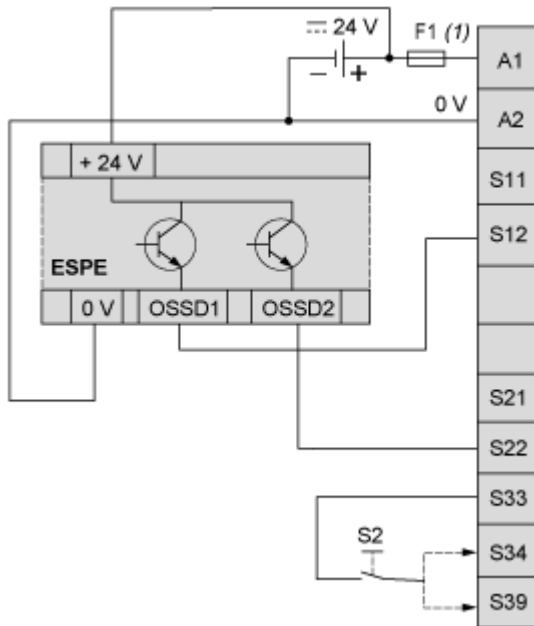 ⎓ 24 V
F1 (1)
A1
− +
0 V
A2
+ 24 V
S11
S12
ESPE
0 V
OSSD1
OSSD2
S21
S22
S33
S2
S34
S39